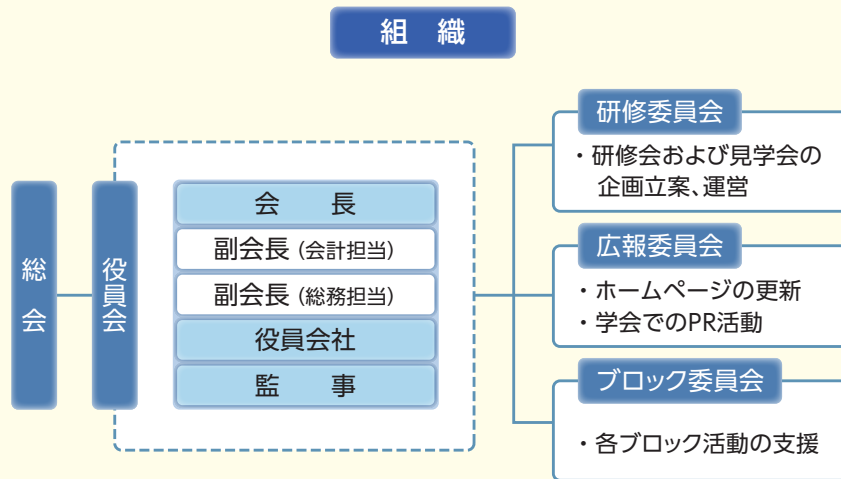 組　織
総会
役員会
会　　長
副会長 (会計担当)
副会長 (総務担当)
役員会社
監　　事
研修委員会
・研修会および見学会の
企画立案、運営
広報委員会
・ホームページの更新
・学会でのPR活動
ブロック委員会
・各ブロック活動の支援